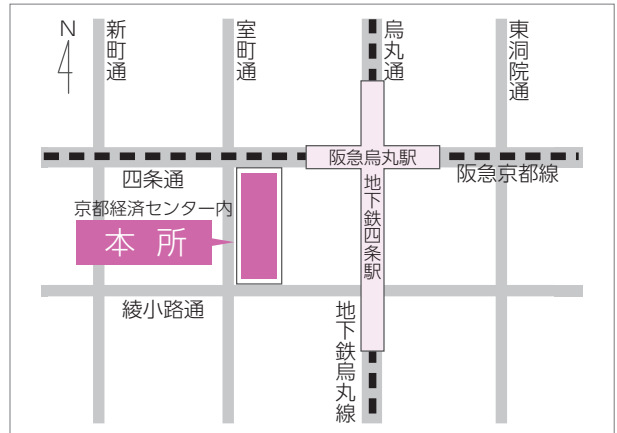 N
新町通
室町通
烏丸通
東洞院通
阪急烏丸駅
四条通
阪急京都線
京都経済センター内
本所
地下鉄四条駅
綾小路通
地下鉄烏丸線